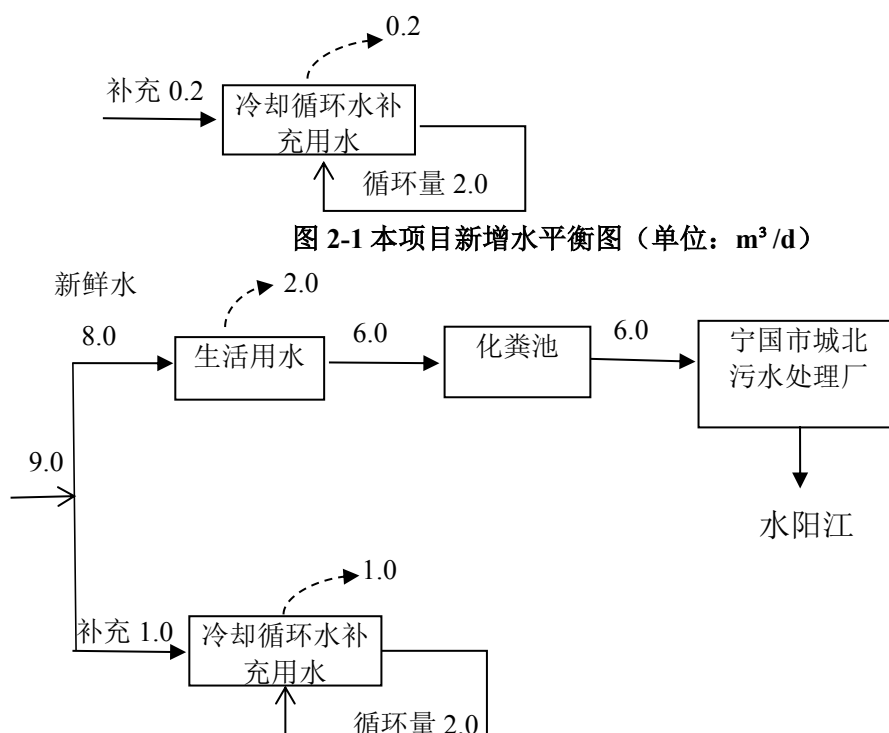 0.2
补充 0.2
冷却循环水补
充用水
循环量 2.0
图 2-1 本项目新增水平衡图（单位：m³/d）
新鲜水
2.0
8.0
生活用水
6.0
化粪池
6.0
宁国市城北
污水处理厂
9.0
水阳江
1.0
补充 1.0
冷却循环水补
充用水
循环量 2.0